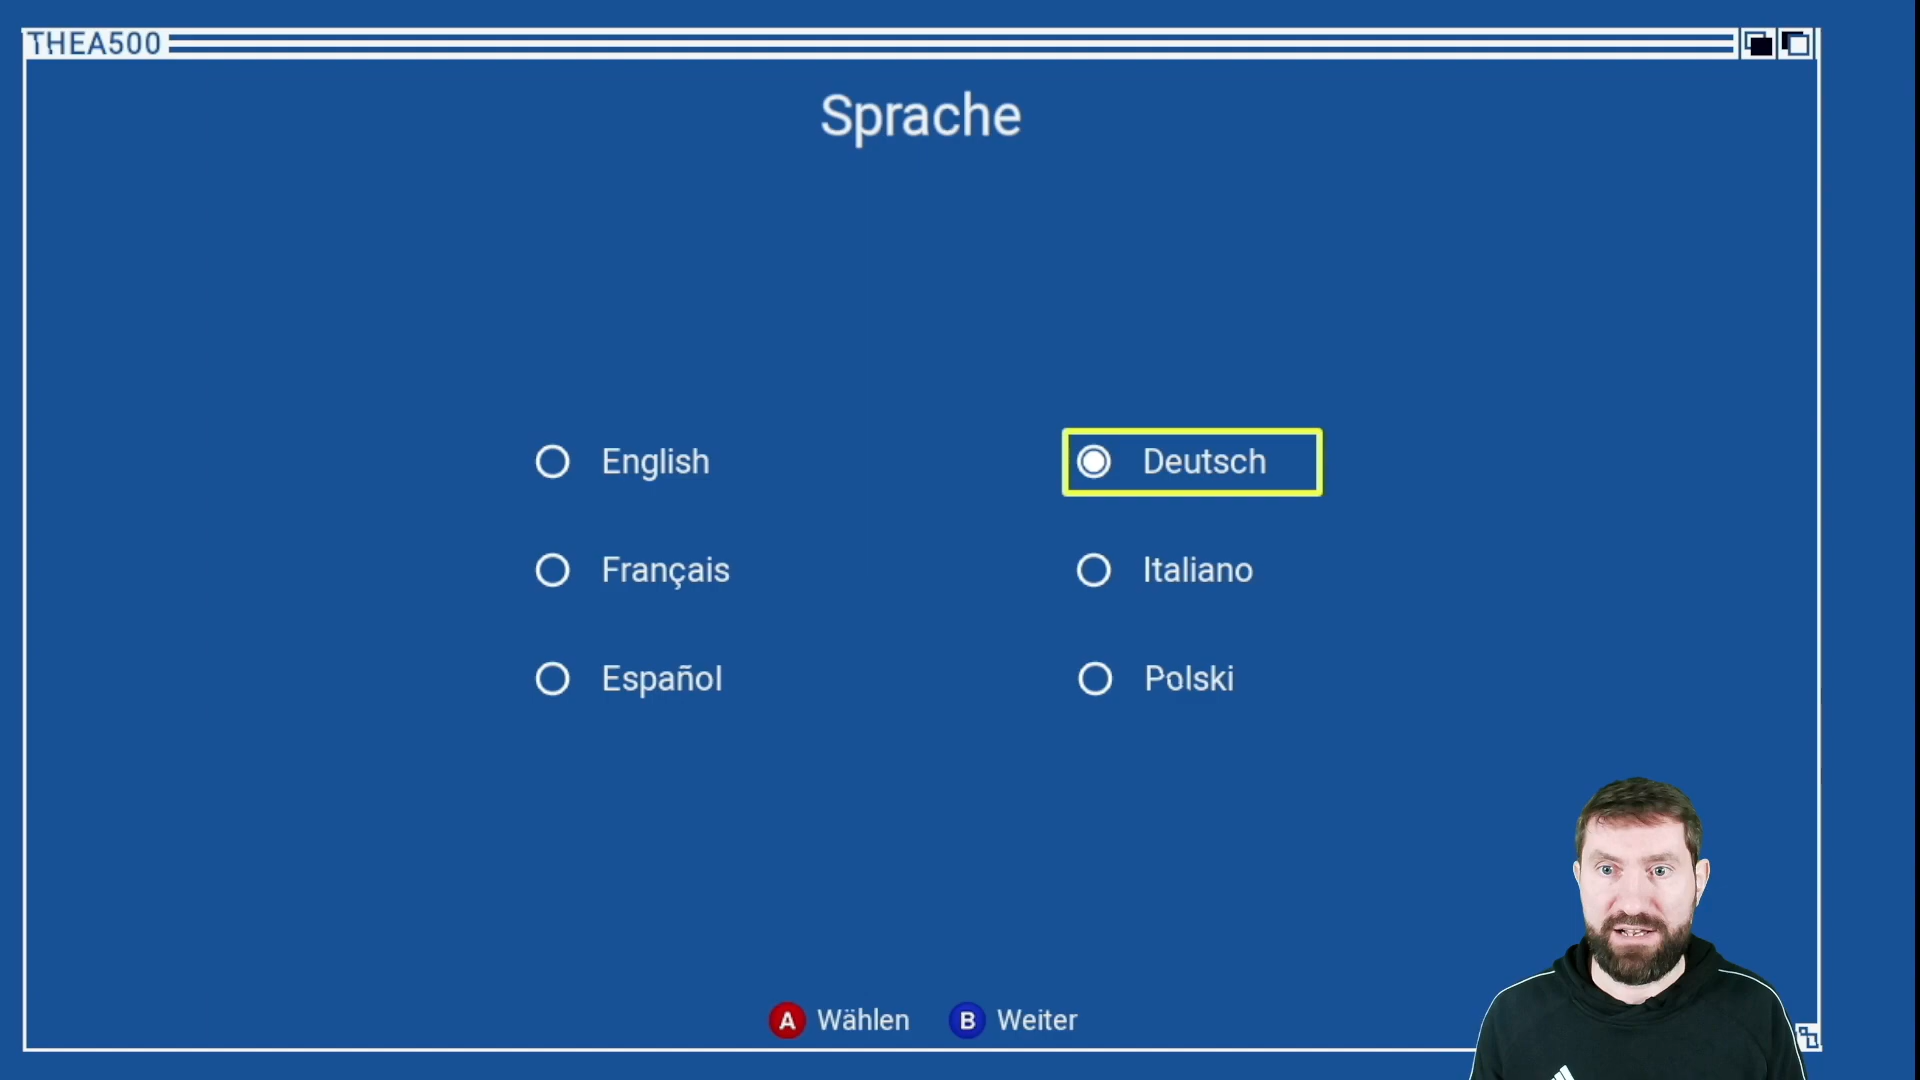 THEA500
Sprache
English
Deutsch
Français
Italiano
Español
Polski
A Wählen B Weiter